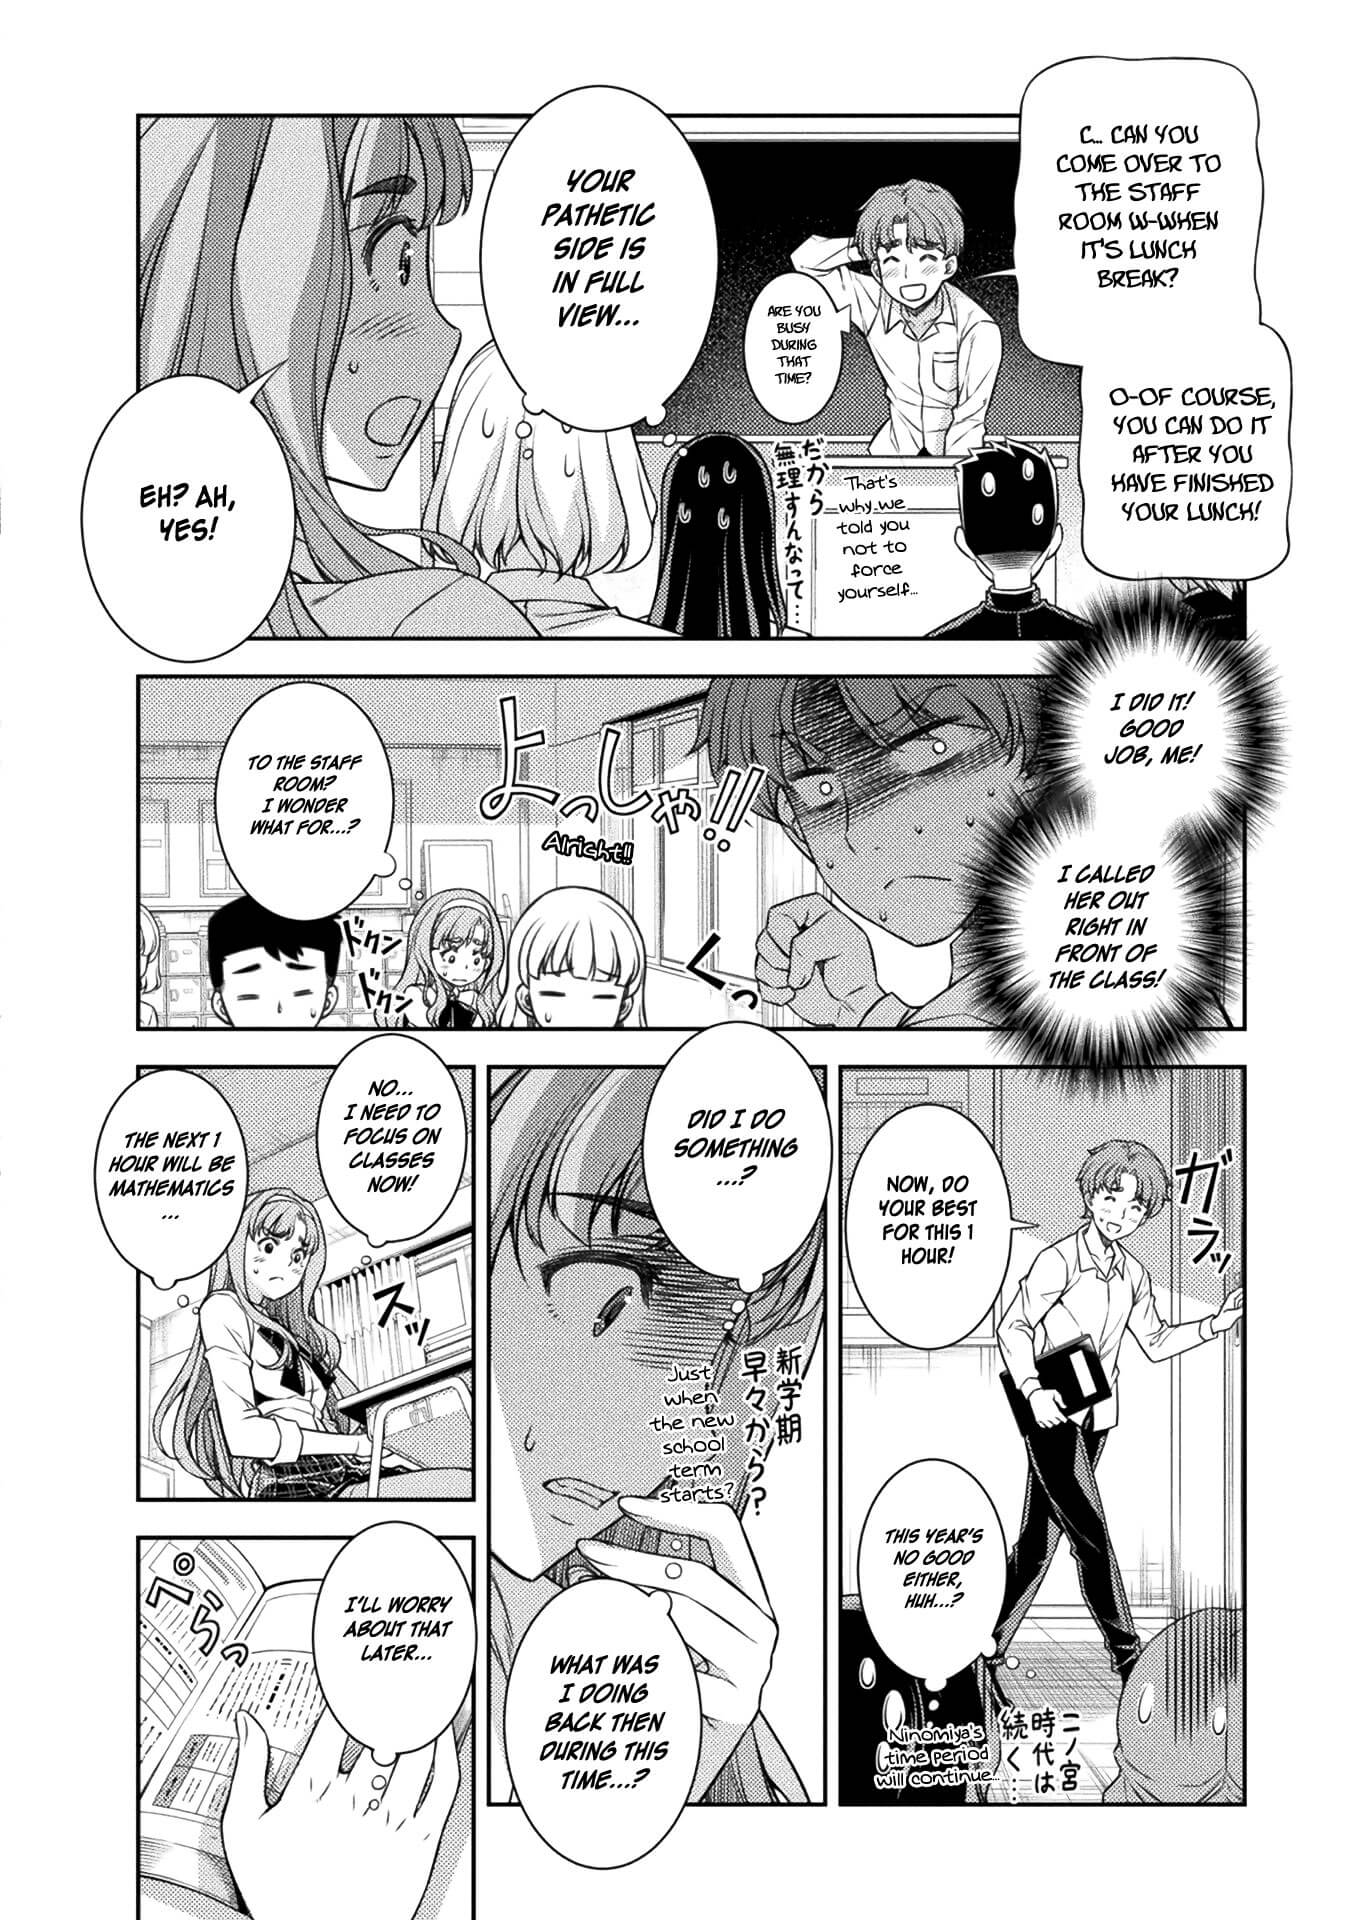 C... CAN YOU
COME OVER TO
THE STAFF
ROOM W-WHEN
IT'S LUNCH
BREAK?
O-OF COURSE,
YOU CAN DO IT
AFTER YOU
HAVE FINISHED
YOUR LUNCH!
ARE YOU
BUSY
DURING
THAT
TIME?
YOUR
PATHETIC
SIDE IS
IN FULL
VIEW...
だから
無理すんなって…
That's
why we
told you
not to
force
yourself...
EH? AH,
YES!
I DID IT!
GOOD
JOB, ME!
I CALLED
HER OUT
RIGHT IN
FRONT OF
THE CLASS!
よっしゃ!!
Alright!!
くっ
TO THE STAFF
ROOM?
I WONDER
WHAT FOR...?
ドクン
ドクン
NOW, DO
YOUR BEST
FOR THIS 1
HOUR!
ガラッ
THIS YEAR'S
NO GOOD
EITHER,
HUH...?
二ノ宮
時代は
続く…
Ninomiya's
time period
will continue...
DID I DO
SOMETHING
...?
新学期
早々から?
Just
when
the new
school
term
starts?
WHAT WAS
I DOING
BACK THEN
DURING THIS
TIME...?
NO...
I NEED TO
FOCUS ON
CLASSES
NOW!
THE NEXT 1
HOUR WILL BE
MATHEMATICS
...
スッ
I'LL WORRY
ABOUT THAT
LATER...
ぺらっ